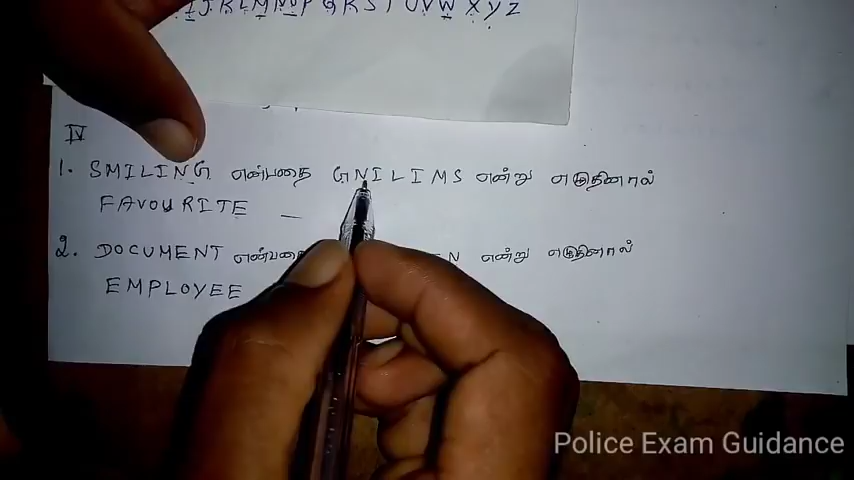 I J K L M N O P Q R S T U V W X Y Z
IV
1. SMILING என்பதை GNILIMS என்று எழுதினால்
FAVOURITE _
2. DOCUMENT என்பதை என்று எழுதினால்
EMPLOYEE
Police Exam Guidance